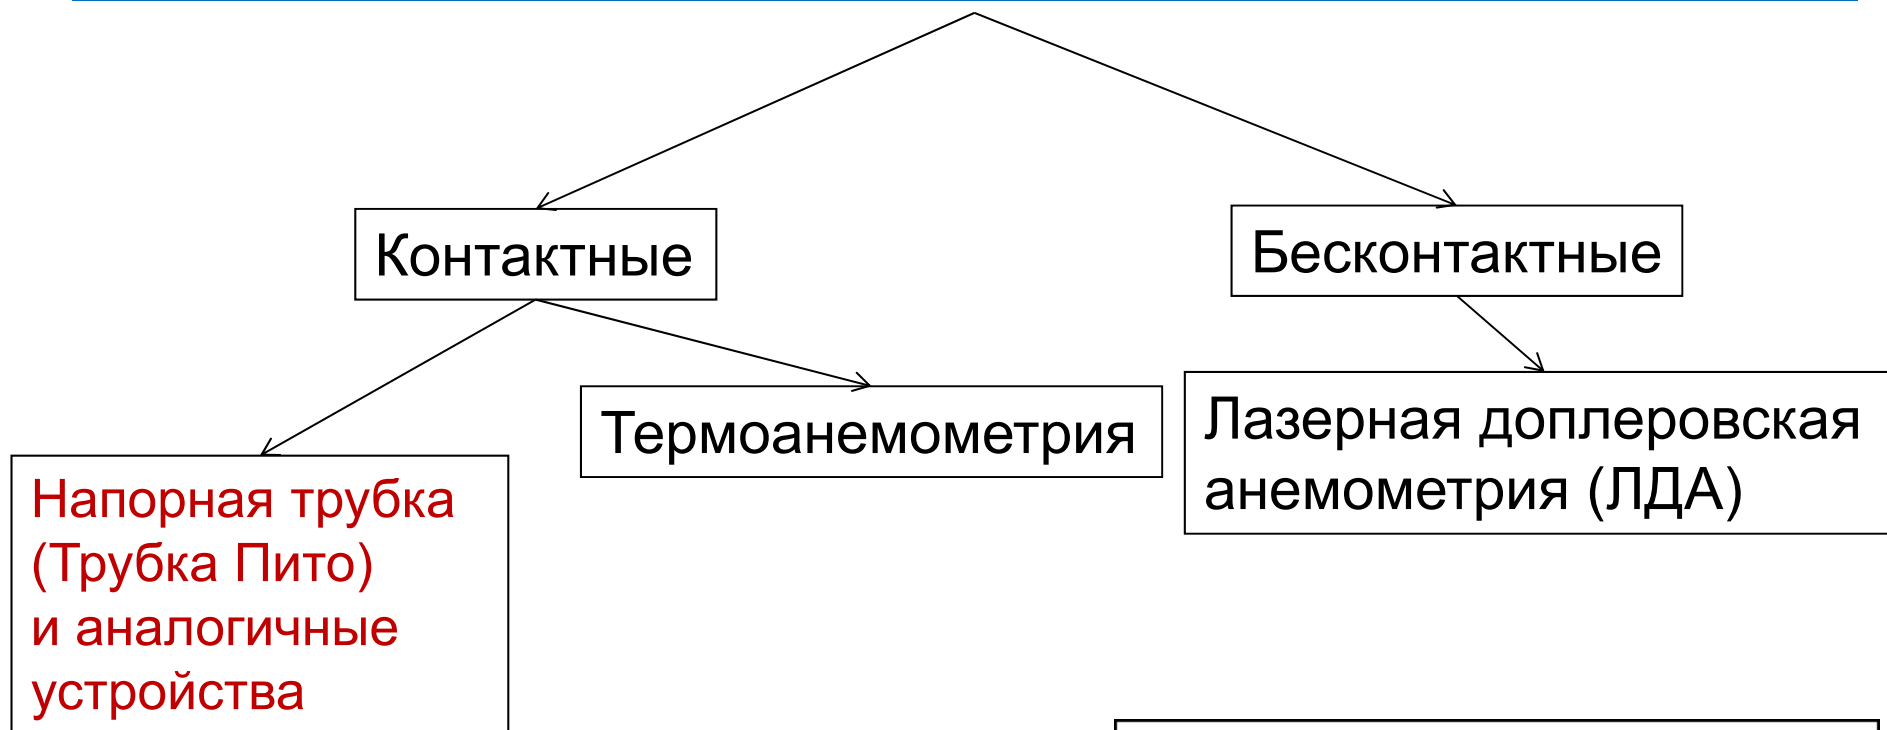 Контактные
Бесконтактные
Термоанемометрия
Лазерная доплеровская
анемометрия (ЛДА)
Напорная трубка
(Трубка Пито)
и аналогичные
устройства